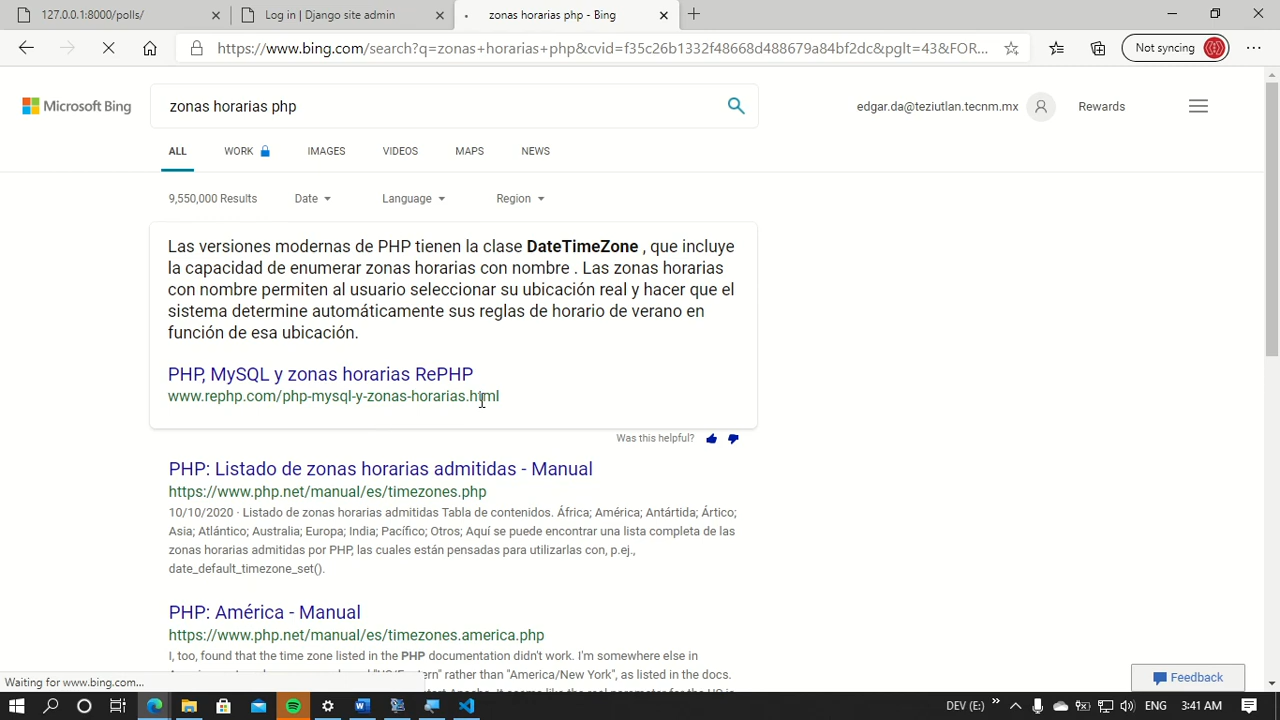 127.0.0.1:8000/polls/
Log in | Django site admin
zonas horarias php - Bing
https://www.bing.com/search?q=zonas+horarias+php&cvid=f35c26b1332f48668d488679a84bf2dc&pglt=43&FOR...
Not syncing
Microsoft Bing
zonas horarias php
edgar.da@teziutlan.tecnm.mx
Rewards
ALL
WORK
IMAGES
VIDEOS
MAPS
NEWS
9,550,000 Results
Date
Language
Region
Las versiones modernas de PHP tienen la clase DateTimeZone , que incluye
la capacidad de enumerar zonas horarias con nombre . Las zonas horarias
con nombre permiten al usuario seleccionar su ubicación real y hacer que el
sistema determine automáticamente sus reglas de horario de verano en
función de esa ubicación.
PHP, MySQL y zonas horarias RePHP
www.rephp.com/php-mysql-y-zonas-horarias.html
Was this helpful?
PHP: Listado de zonas horarias admitidas - Manual
https://www.php.net/manual/es/timezones.php
10/10/2020 · Listado de zonas horarias admitidas Tabla de contenidos. África; América; Antártida; Ártico;
Asia; Atlántico; Australia; Europa; India; Pacífico; Otros; Aquí se puede encontrar una lista completa de las
zonas horarias admitidas por PHP, las cuales están pensadas para utilizarlas con, p.ej.,
date_default_timezone_set().
PHP: América - Manual
https://www.php.net/manual/es/timezones.america.php
I, too, found that the time zone listed in the PHP documentation didn't work. I'm somewhere else in
rather than "America/New York", as listed in the docs.
Waiting for www.bing.com...
Feedback
DEV (E:)
ENG
3:41 AM